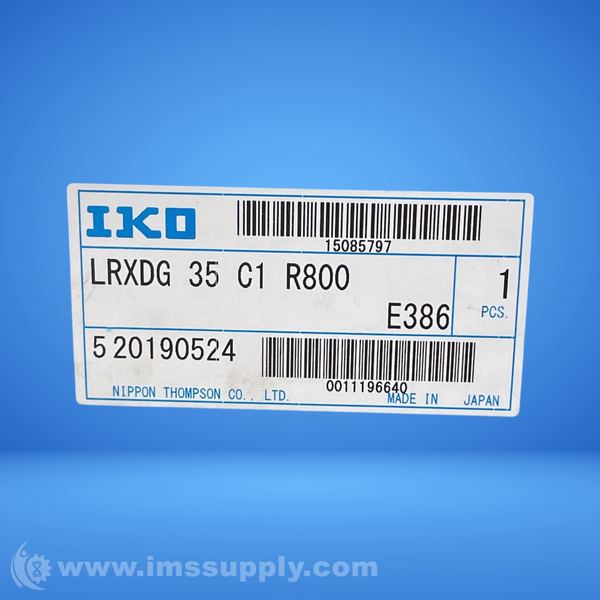 IKO
15085797
LRXDG 35 C1 R800
E386
1
PCS.
5 20190524
0011196640
NIPPON THOMPSON CO., LTD.
MADE IN JAPAN
www.imssupply.com